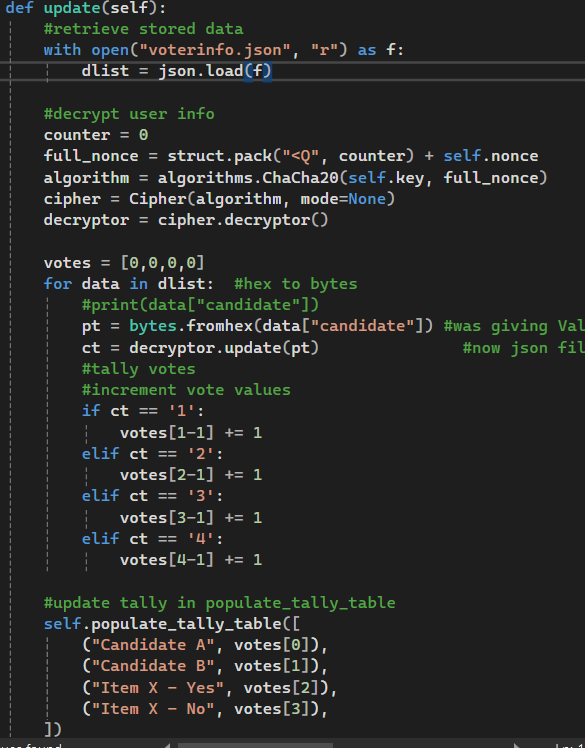 def update(self):
    #retrieve stored data
    with open("voterinfo.json", "r") as f:
        dlist = json.load(f)
    #decrypt user info
    counter = 0
    full_nonce = struct.pack("<Q", counter) + self.nonce
    algorithm = algorithms.ChaCha20(self.key, full_nonce)
    cipher = Cipher(algorithm, mode=None)
    decryptor = cipher.decryptor()
    votes = [0,0,0,0]
    for data in dlist:  #hex to bytes
        #print(data["candidate"])
        pt = bytes.fromhex(data["candidate"]) #was giving Val
        ct = decryptor.update(pt)               #now json fil
        #tally votes
        #increment vote values
        if ct == '1':
            votes[1-1] += 1
        elif ct == '2':
            votes[2-1] += 1
        elif ct == '3':
            votes[3-1] += 1
        elif ct == '4':
            votes[4-1] += 1
    #update tally in populate_tally_table
    self.populate_tally_table([
        ("Candidate A", votes[0]),
        ("Candidate B", votes[1]),
        ("Item X - Yes", votes[2]),
        ("Item X - No", votes[3]),
    ])